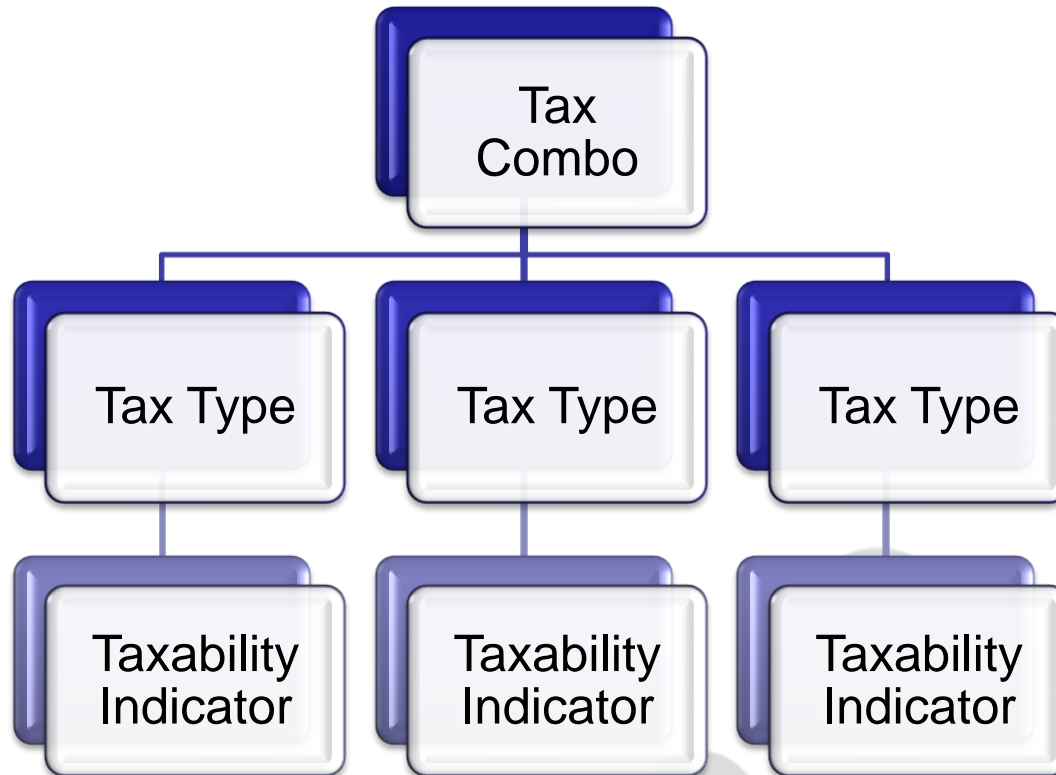 Tax
Combo
Tax Type
Tax Type
Tax Type
Taxability
Indicator
Taxability
Indicator
Taxability
Indicator